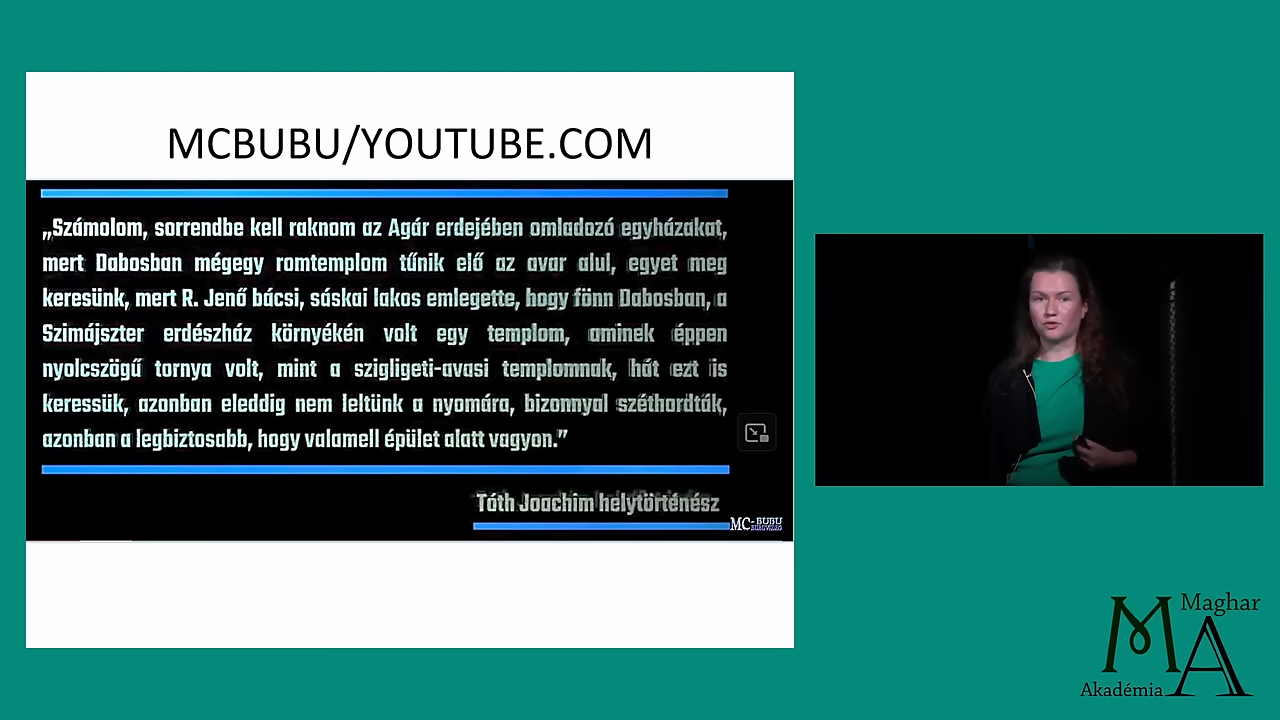 MCBUBU/YOUTUBE.COM
„Számolom, sorrendbe kell raknom az Agár erdejében omladozó egyházakat,
mert Dabosban mégegy romtemplom tűnik elő az avar alul, egyet meg
keresünk, mert R. Jenő bácsi, sáskai lakos emlegette, hogy fönn Dabosban, a
Szimájszter erdészház környékén volt egy templom, aminek éppen
nyolcszögű tornya volt, mint a szigligeti-avasi templomnak, hát ezt is
keressük, azonban eleddig nem leltünk a nyomára, bizonnyal széthordták,
azonban a legbiztosabb, hogy valamell épület alatt vagyon.”
Tóth Joachim helytörténész
MC-BUBU
Maghar
MA
Akadémia